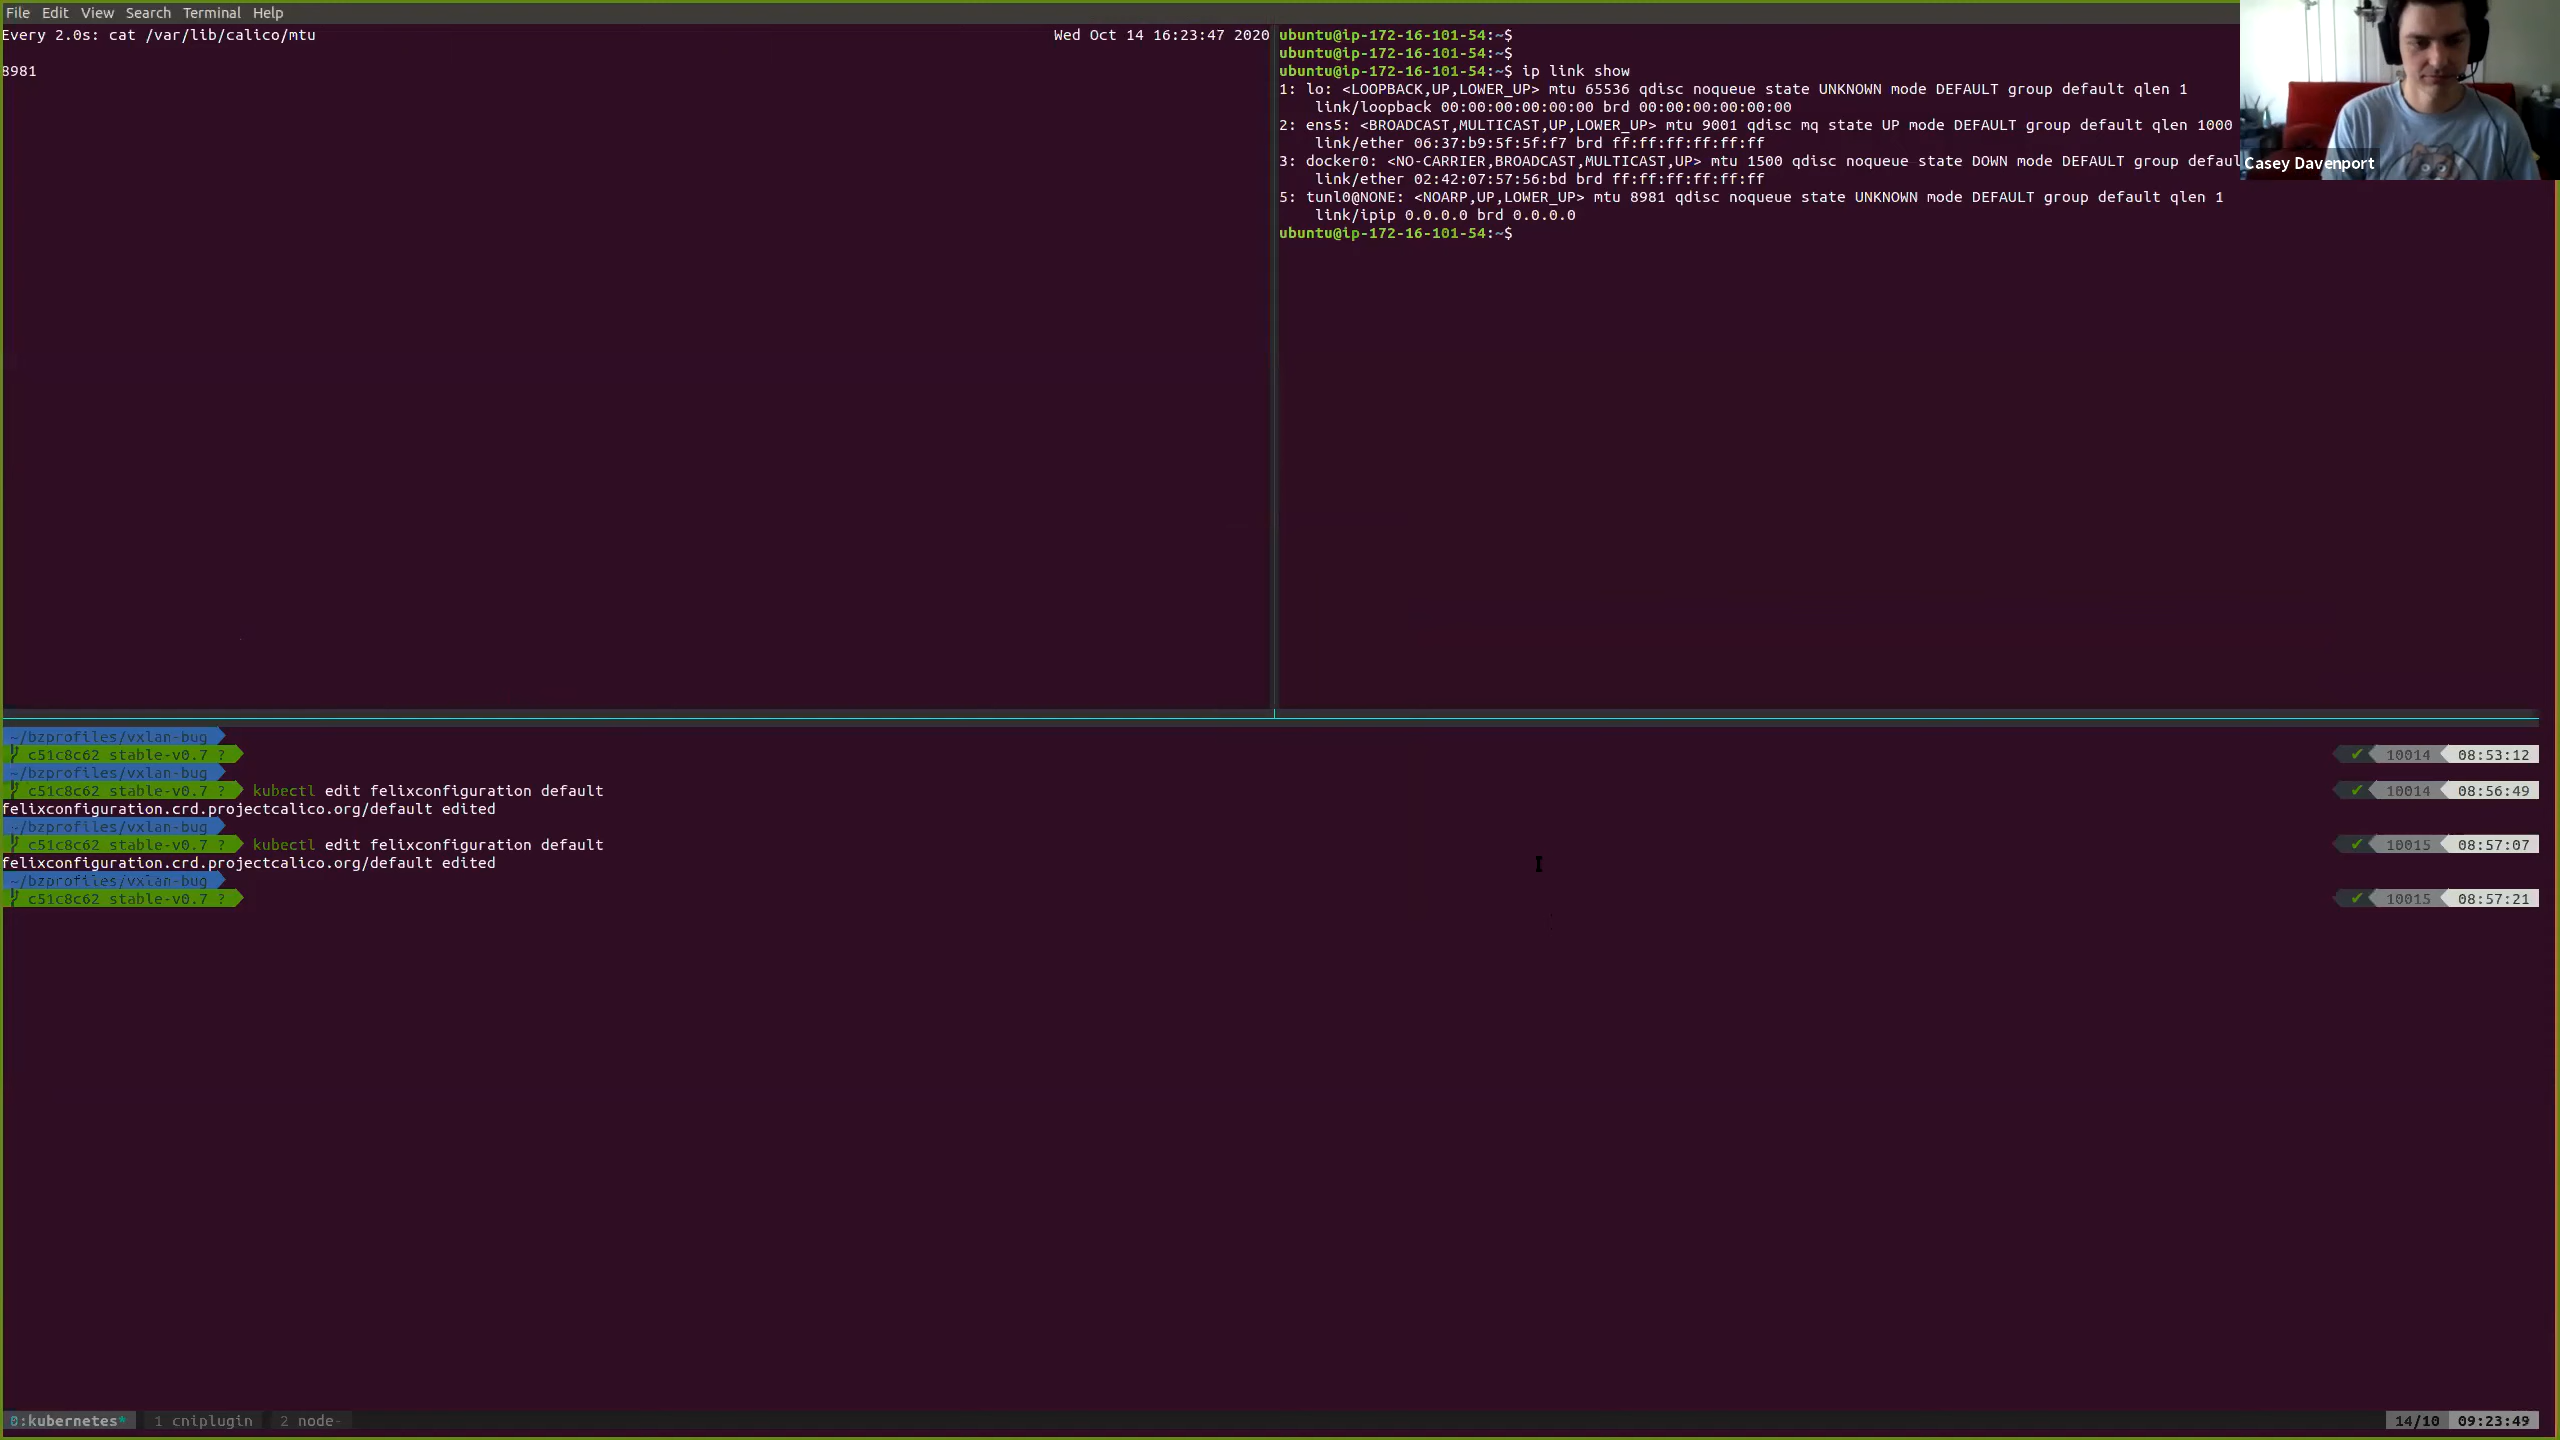 File Edit View Search Terminal Help
Every 2.0s: cat /var/lib/calico/mtu Wed Oct 14 16:23:47 2020
8981
ubuntu@ip-172-16-101-54:~$
ubuntu@ip-172-16-101-54:~$
ubuntu@ip-172-16-101-54:~$ ip link show
1: lo: <LOOPBACK,UP,LOWER_UP> mtu 65536 qdisc noqueue state UNKNOWN mode DEFAULT group default qlen 1
link/loopback 00:00:00:00:00:00 brd 00:00:00:00:00:00
2: ens5: <BROADCAST,MULTICAST,UP,LOWER_UP> mtu 9001 qdisc mq state UP mode DEFAULT group default qlen 1000
link/ether 06:37:b9:5f:5f:f7 brd ff:ff:ff:ff:ff:ff
3: docker0: <NO-CARRIER,BROADCAST,MULTICAST,UP> mtu 1500 qdisc noqueue state DOWN mode DEFAULT group defaul
link/ether 02:42:07:57:56:bd brd ff:ff:ff:ff:ff:ff
5: tunl0@NONE: <NOARP,UP,LOWER_UP> mtu 8981 qdisc noqueue state UNKNOWN mode DEFAULT group default qlen 1
link/ipip 0.0.0.0 brd 0.0.0.0
ubuntu@ip-172-16-101-54:~$
Casey Davenport
~/bzprofiles/vxlan-bug
c51c8c62 stable-v0.7 ? ✔ 10014 08:53:12
~/bzprofiles/vxlan-bug
c51c8c62 stable-v0.7 ? kubectl edit felixconfiguration default ✔ 10014 08:56:49
felixconfiguration.crd.projectcalico.org/default edited
~/bzprofiles/vxlan-bug
c51c8c62 stable-v0.7 ? kubectl edit felixconfiguration default ✔ 10015 08:57:07
felixconfiguration.crd.projectcalico.org/default edited
~/bzprofiles/vxlan-bug
c51c8c62 stable-v0.7 ? ✔ 10015 08:57:21
0:kubernetes* 1 cniplugin 2 node- 14/10 09:23:49